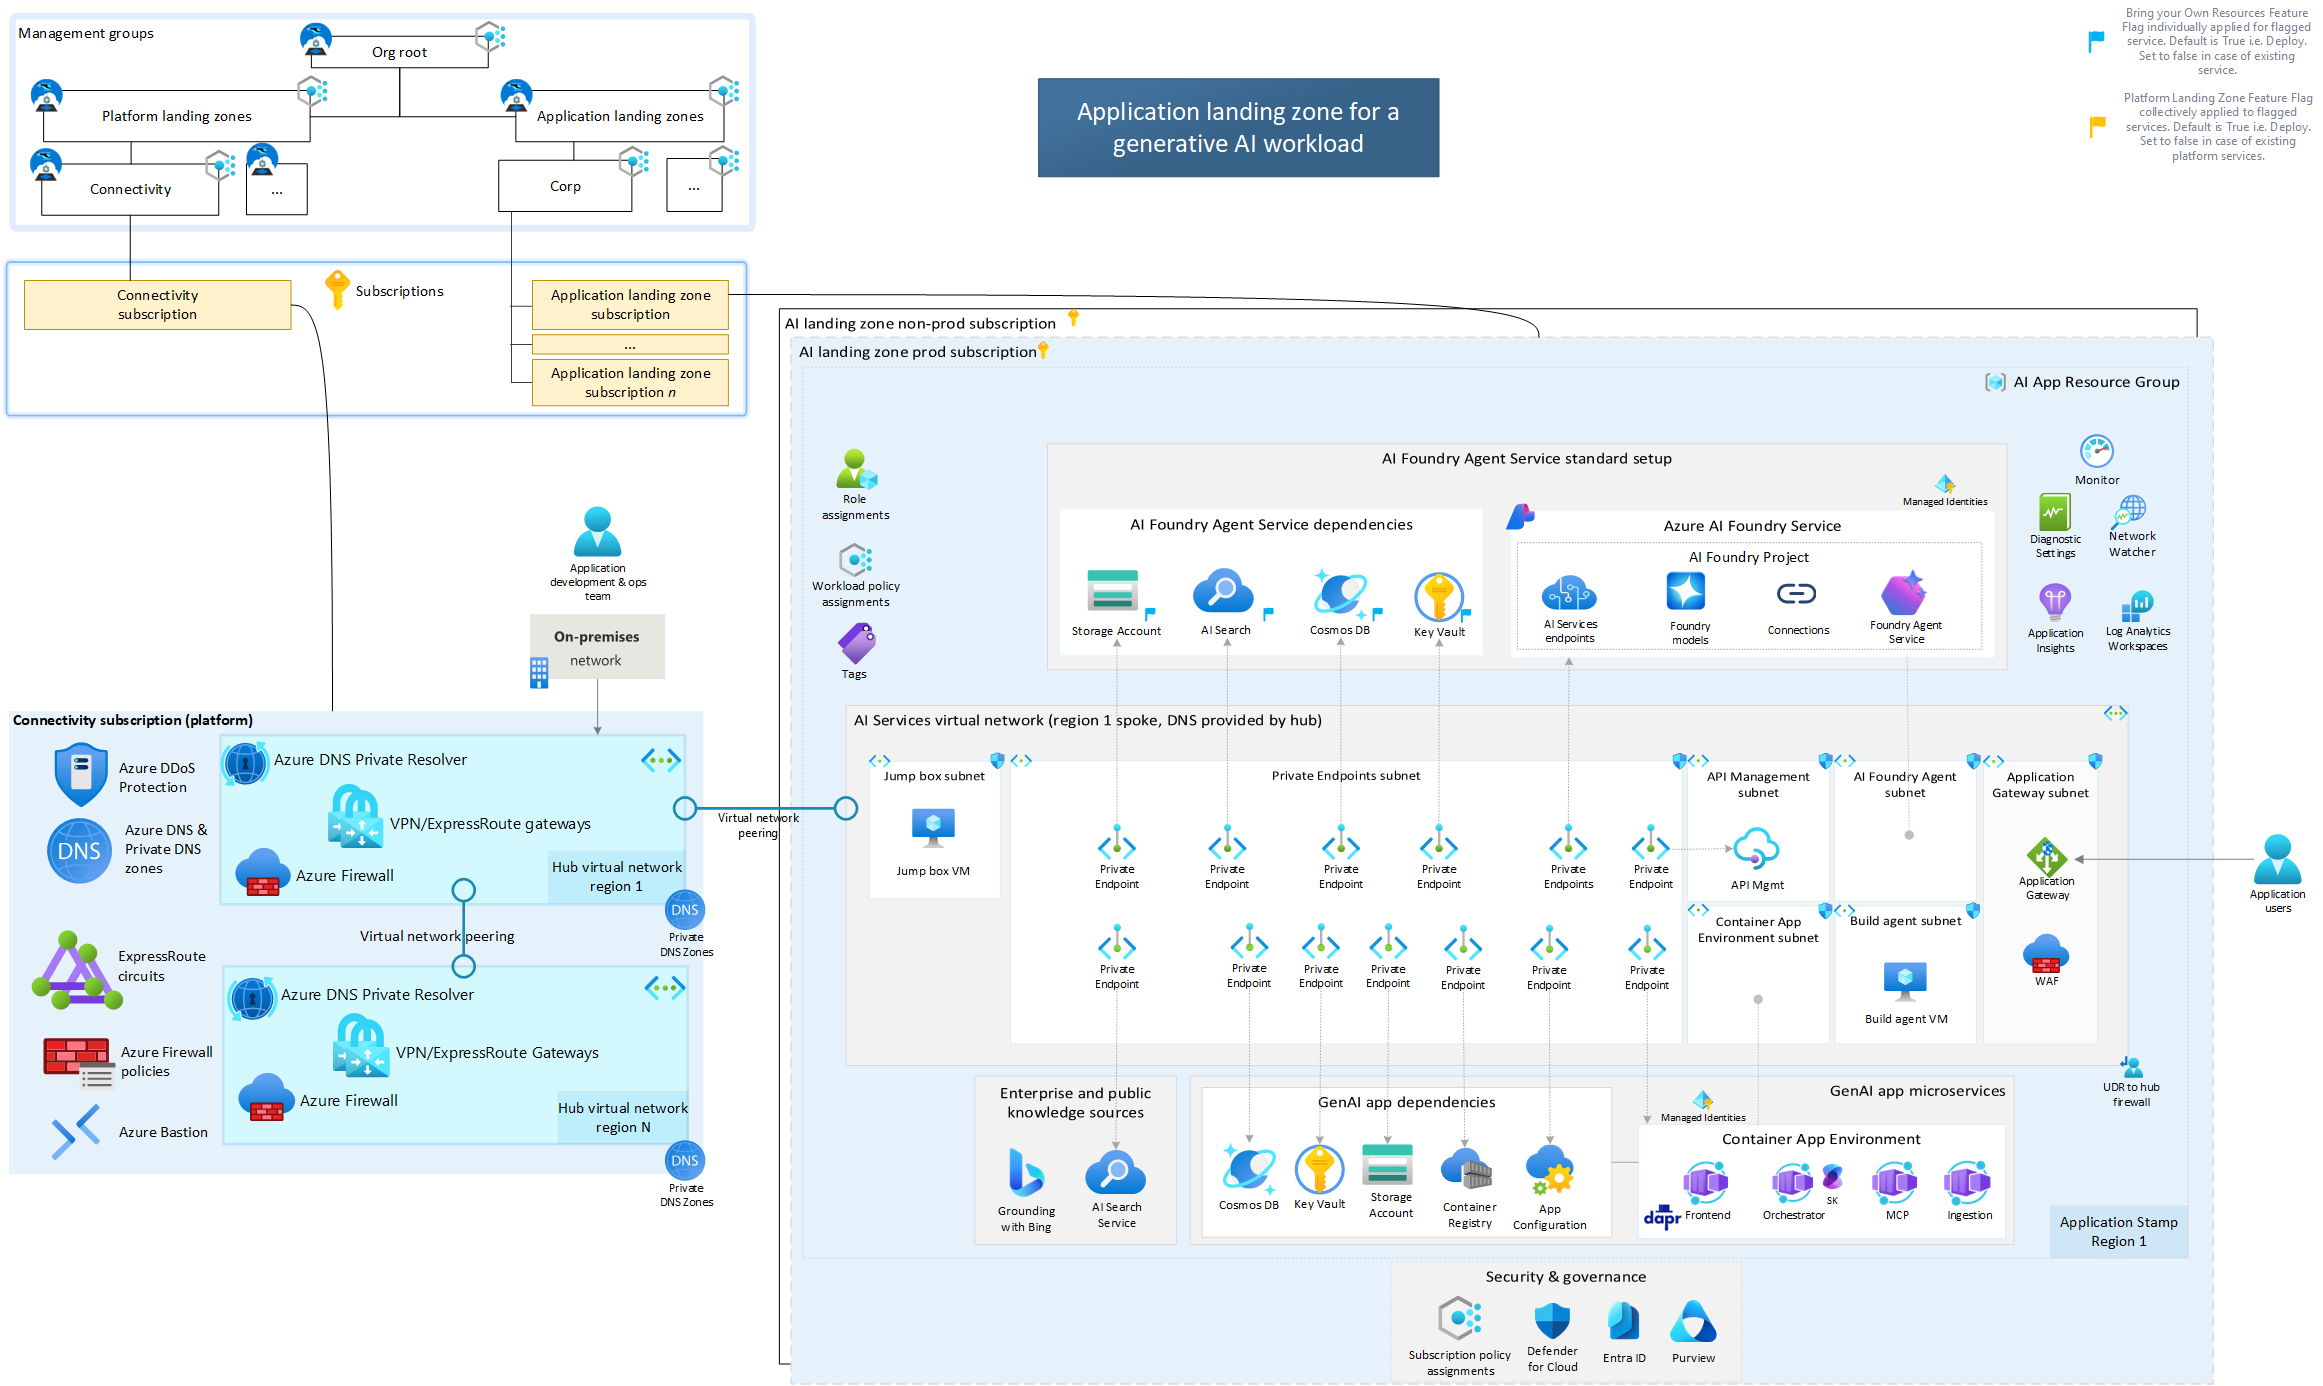 Management groups
Org root
Platform landing zones
Application landing zones
Connectivity
...
Corp
...
Application landing zone for a
generative AI workload
Bring your Own Resources Feature
Flag individually applied for flagged
service. Default is True i.e. Deploy.
Set to false in case of existing
service.
Platform Landing Zone Feature Flag
collectively applied to flagged
services. Default is True i.e. Deploy.
Set to false in case of existing
platform services.
Connectivity
subscription
Subscriptions
Application landing zone
subscription
...
Application landing zone
subscription n
AI landing zone non-prod subscription
AI landing zone prod subscription
AI App Resource Group
Role
assignments
Workload policy
assignments
Tags
AI Foundry Agent Service standard setup
Managed Identities
AI Foundry Agent Service dependencies
Storage Account
AI Search
Cosmos DB
Key Vault
Azure AI Foundry Service
AI Foundry Project
AI Services
endpoints
Foundry
models
Connections
Foundry Agent
Service
Monitor
Diagnostic
Settings
Network
Watcher
Application
Insights
Log Analytics
Workspaces
Application
development & ops
team
On-premises
network
Connectivity subscription (platform)
Azure DDoS
Protection
Azure DNS &
Private DNS
zones
DNS
ExpressRoute
circuits
Azure Firewall
policies
Azure Bastion
Azure DNS Private Resolver
VPN/ExpressRoute gateways
Azure Firewall
Hub virtual network
region 1
DNS
Private
DNS Zones
Virtual network peering
Azure DNS Private Resolver
VPN/ExpressRoute Gateways
Azure Firewall
Hub virtual network
region N
DNS
Private
DNS Zones
Virtual network
peering
AI Services virtual network (region 1 spoke, DNS provided by hub)
Jump box subnet
Jump box VM
Private Endpoints subnet
Private
Endpoint
Private
Endpoint
Private
Endpoint
Private
Endpoint
Private
Endpoints
Private
Endpoint
Private
Endpoint
Private
Endpoint
Private
Endpoint
Private
Endpoint
Private
Endpoint
Private
Endpoint
Private
Endpoint
API Management
subnet
API Mgmt
AI Foundry Agent
subnet
Application
Gateway subnet
Application
Gateway
WAF
Container App
Environment subnet
Build agent subnet
Build agent VM
Application
users
UDR to hub
firewall
Enterprise and public
knowledge sources
Grounding
with Bing
AI Search
Service
GenAI app dependencies
Cosmos DB
Key Vault
Storage
Account
Container
Registry
App
Configuration
GenAI app microservices
Managed Identities
Container App Environment
dapr
Frontend
Orchestrator
SK
MCP
Ingestion
Application Stamp
Region 1
Security & governance
Subscription policy
assignments
Defender
for Cloud
Entra ID
Purview